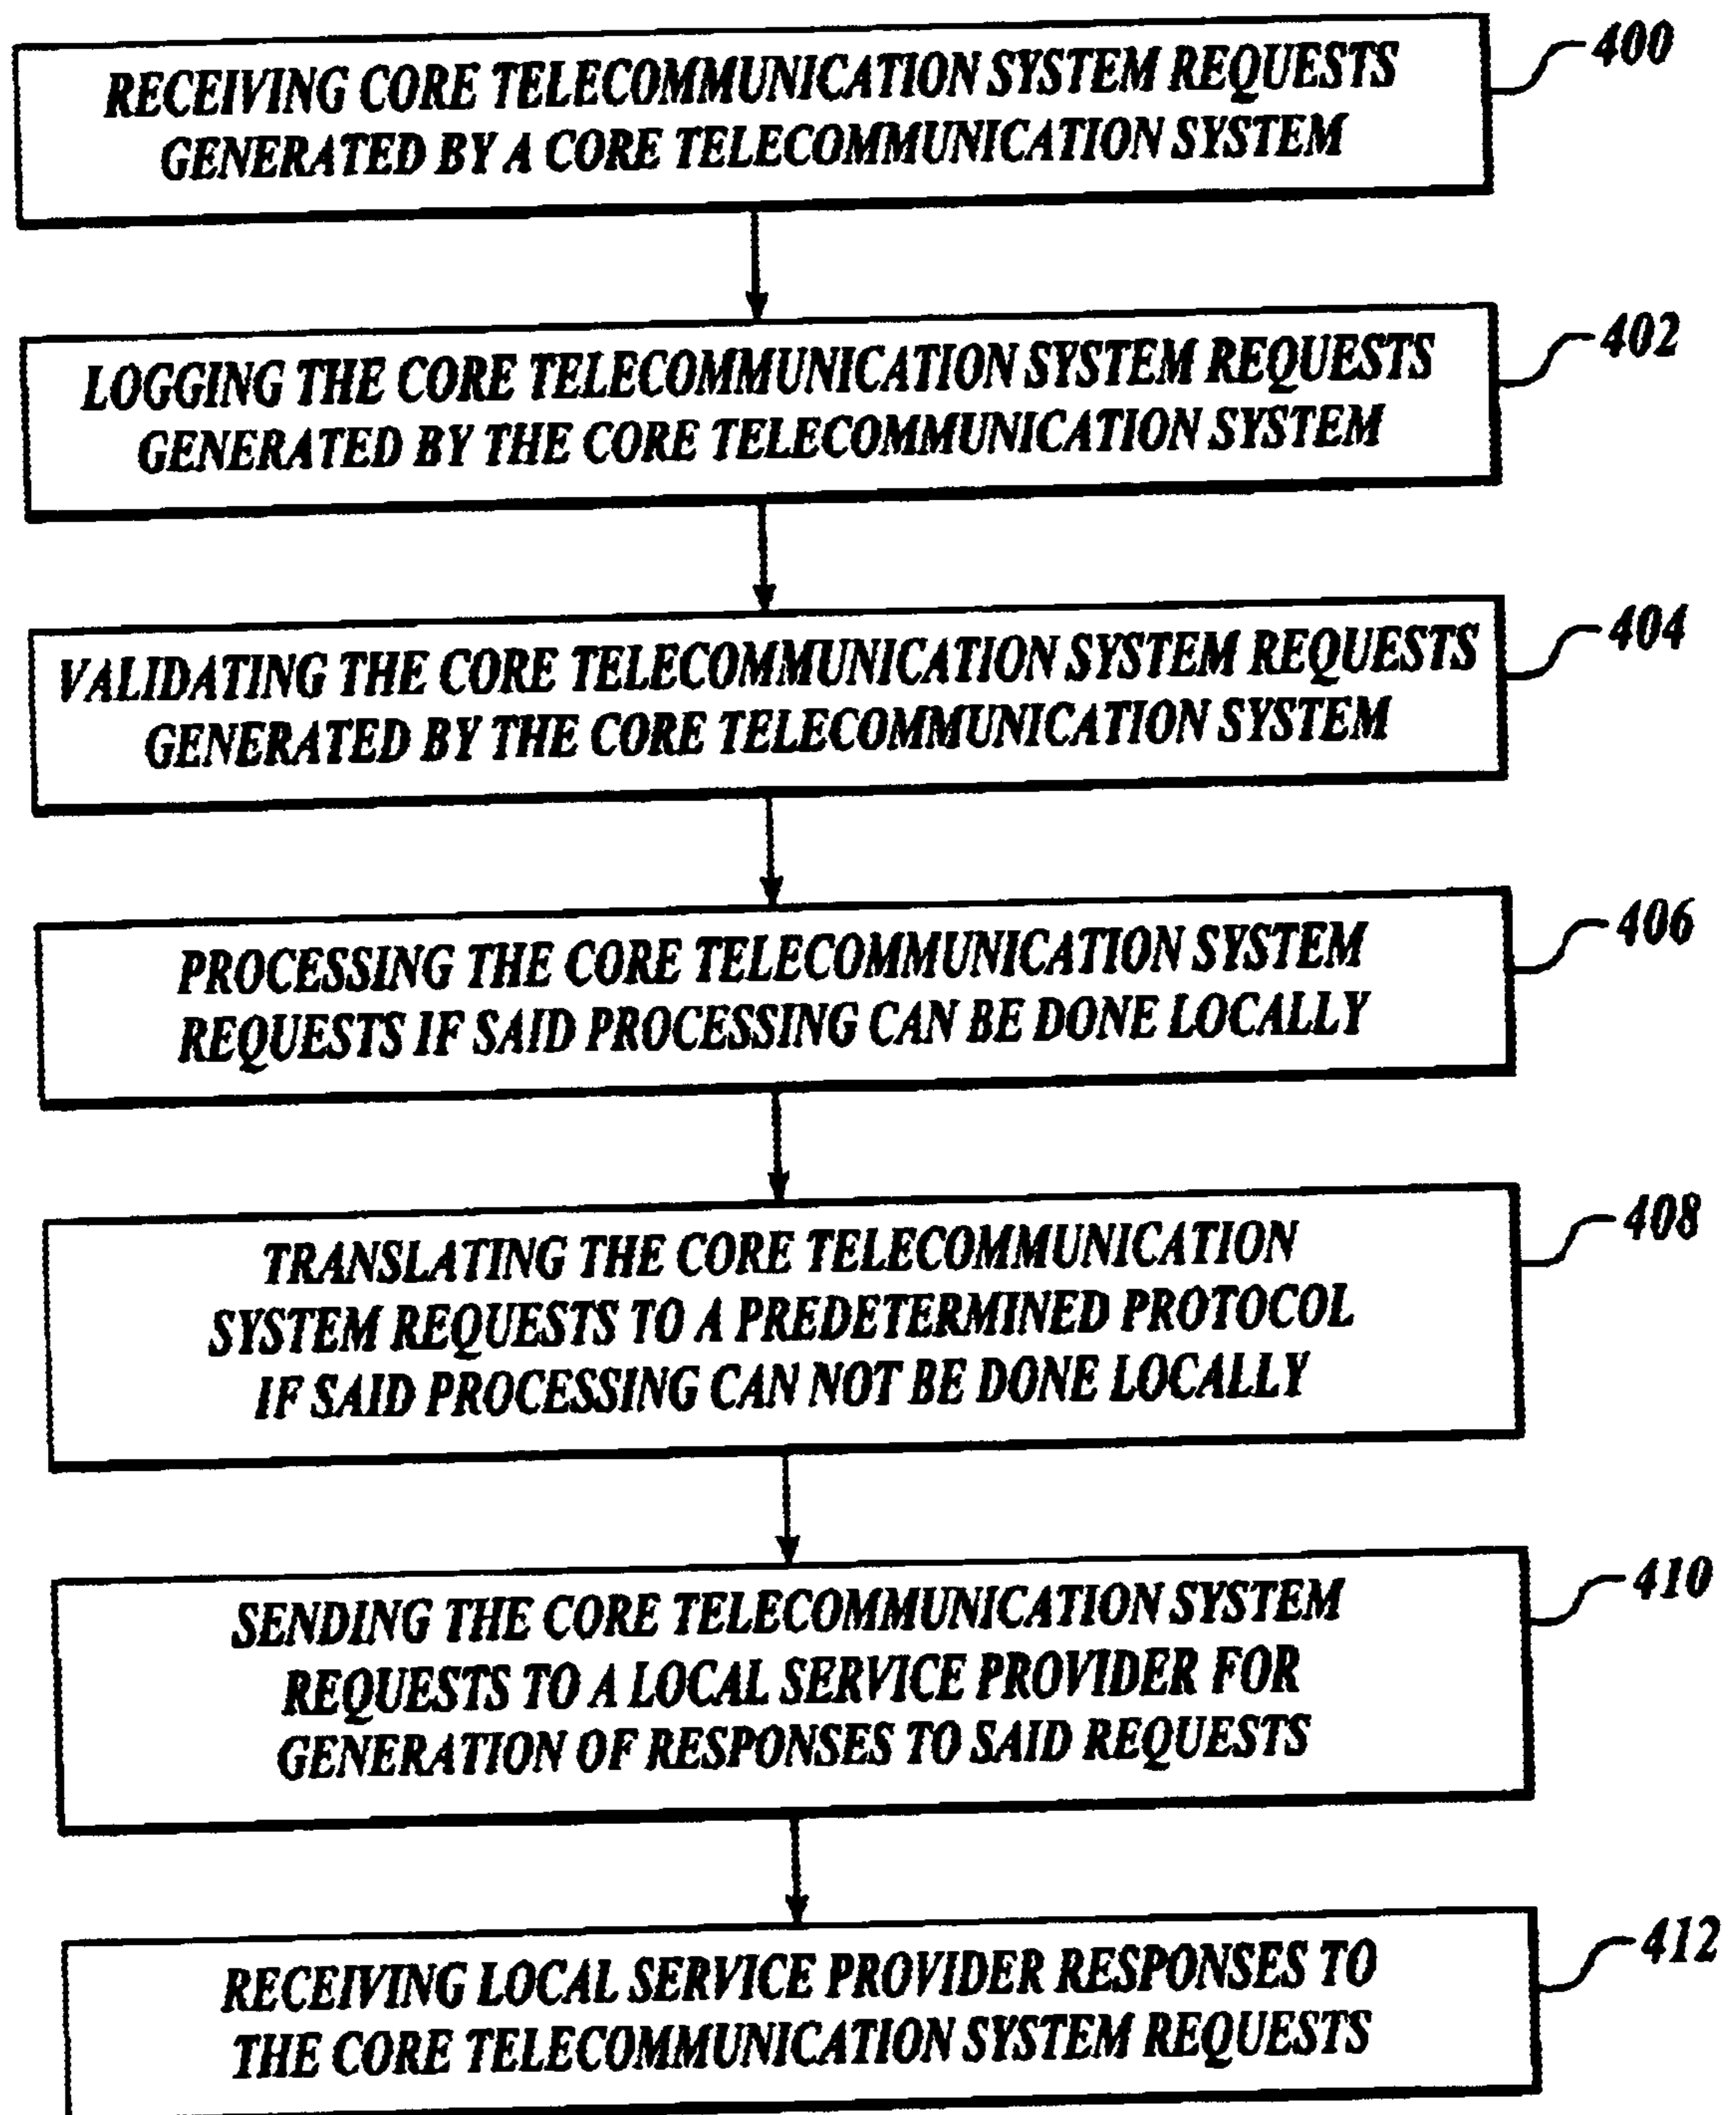 RECEIVING CORE TELECOMMUNICATION SYSTEM REQUESTS
GENERATED BY A CORE TELECOMMUNICATION SYSTEM
400
LOGGING THE CORE TELECOMMUNICATION SYSTEM REQUESTS
GENERATED BY THE CORE TELECOMMUNICATION SYSTEM
402
VALIDATING THE CORE TELECOMMUNICATION SYSTEM REQUESTS
GENERATED BY THE CORE TELECOMMUNICATION SYSTEM
404
PROCESSING THE CORE TELECOMMUNICATION SYSTEM
REQUESTS IF SAID PROCESSING CAN BE DONE LOCALLY
406
TRANSLATING THE CORE TELECOMMUNICATION
SYSTEM REQUESTS TO A PREDETERMINED PROTOCOL
IF SAID PROCESSING CAN NOT BE DONE LOCALLY
408
SENDING THE CORE TELECOMMUNICATION SYSTEM
REQUESTS TO A LOCAL SERVICE PROVIDER FOR
GENERATION OF RESPONSES TO SAID REQUESTS
410
RECEIVING LOCAL SERVICE PROVIDER RESPONSES TO
THE CORE TELECOMMUNICATION SYSTEM REQUESTS
412